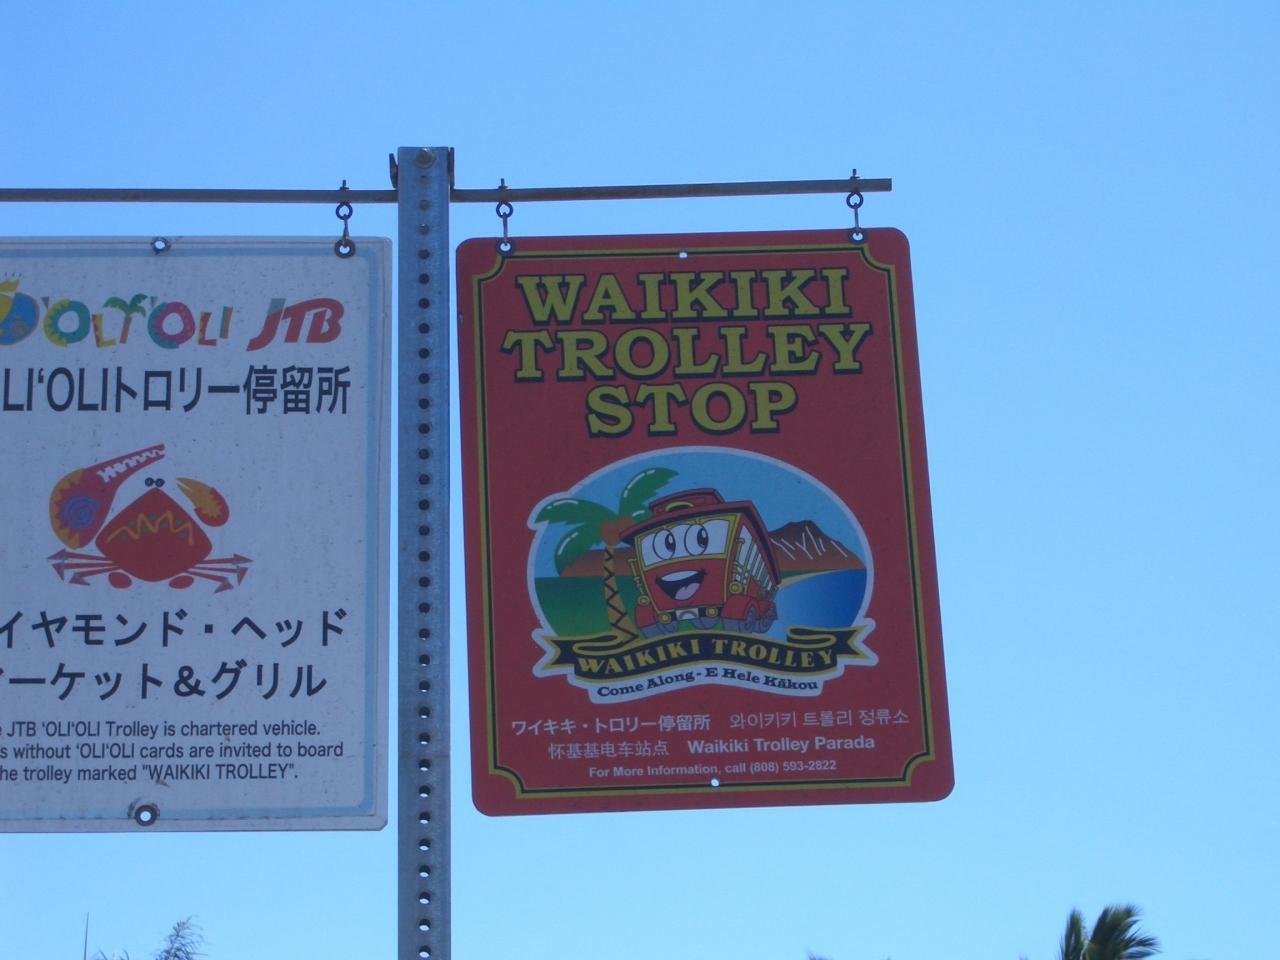 'OLI'OLI JTB
LI'OLIトロリー停留所
イヤモンド・ヘッド
ーケット&グリル
JTB 'OLI'OLI Trolley is chartered vehicle.
without 'OLI'OLI cards are invited to board
he trolley marked "WAIKIKI TROLLEY".
WAIKIKI
TROLLEY
STOP
WAIKIKI TROLLEY
Come Along - E Hele Kākou
ワイキキ・トロリー停留所 와이키키 트롤리 정류소
怀基基电车站点 Waikiki Trolley Parada
For More Information, call (808) 593-2822